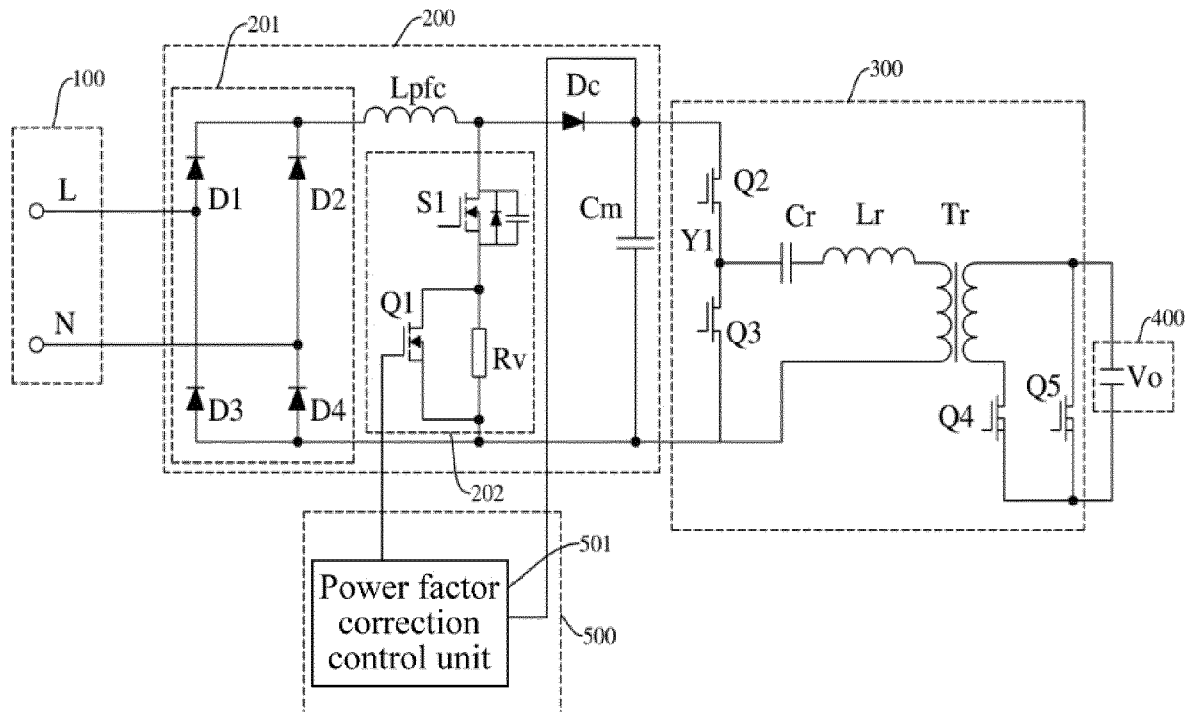 201
200
100
Lpfc
Dc
300
L
D1
D2
S1
Cm
Q2
Cr
Lr
Tr
Y1
N
Q1
Rv
Q3
400
Vo
D3
D4
Q4
Q5
202
501
Power factor
correction
control unit
500